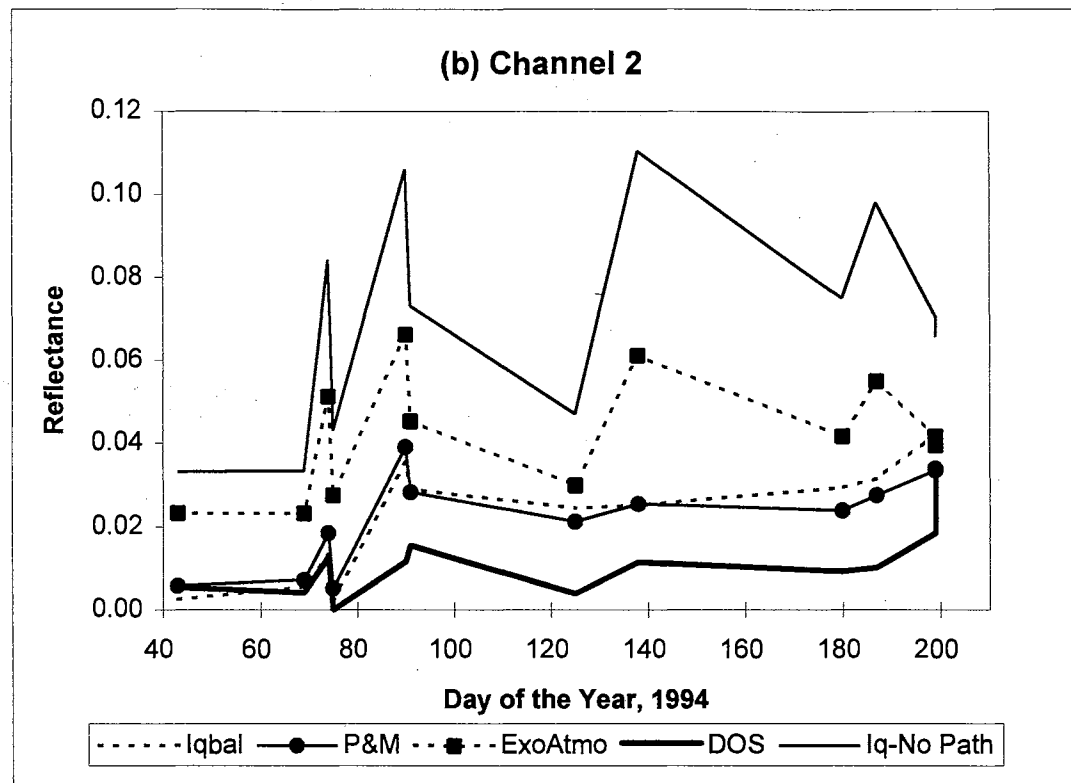 (b) Channel 2
0.12
0.10
0.08
0.06
0.04
0.02
0.00
Reflectance
40 60 80 100 120 140 160 180 200
Day of the Year, 1994
Iqbal P&M ExoAtmo DOS Iq-No Path